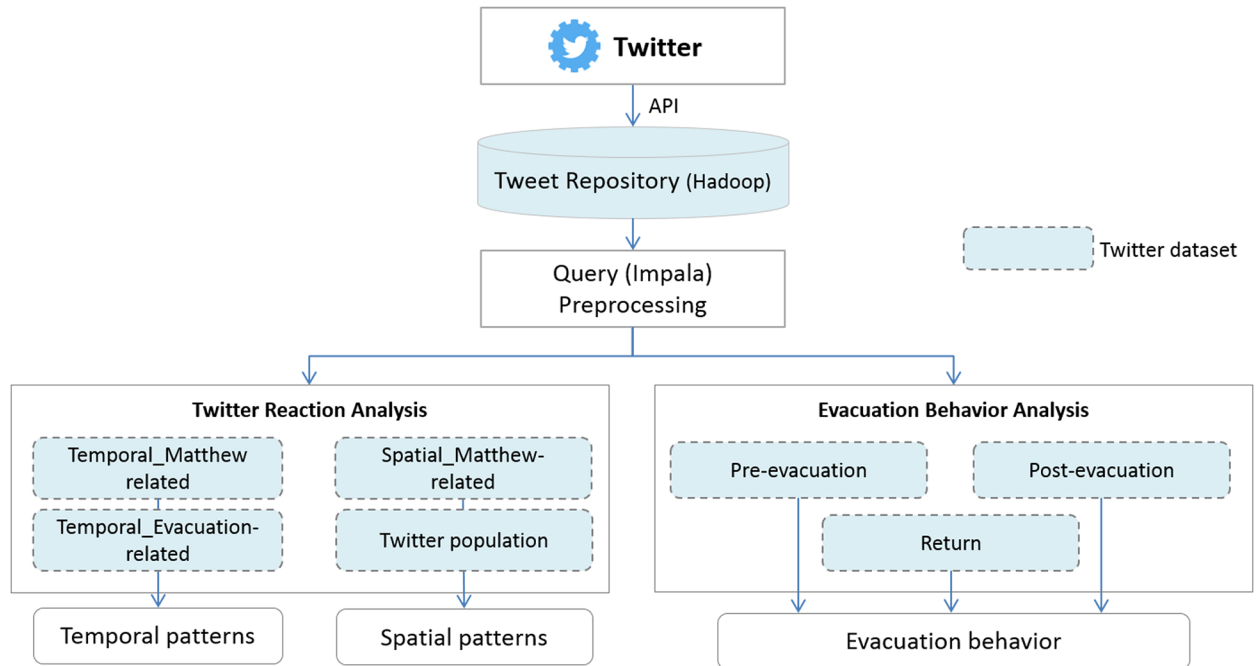 Twitter
API
Tweet Repository (Hadoop)
Query (Impala)
Preprocessing
Twitter dataset
Twitter Reaction Analysis
Temporal_Matthew
related
Spatial_Matthew-
related
Temporal_Evacuation-
related
Twitter population
Temporal patterns
Spatial patterns
Evacuation Behavior Analysis
Pre-evacuation
Post-evacuation
Return
Evacuation behavior